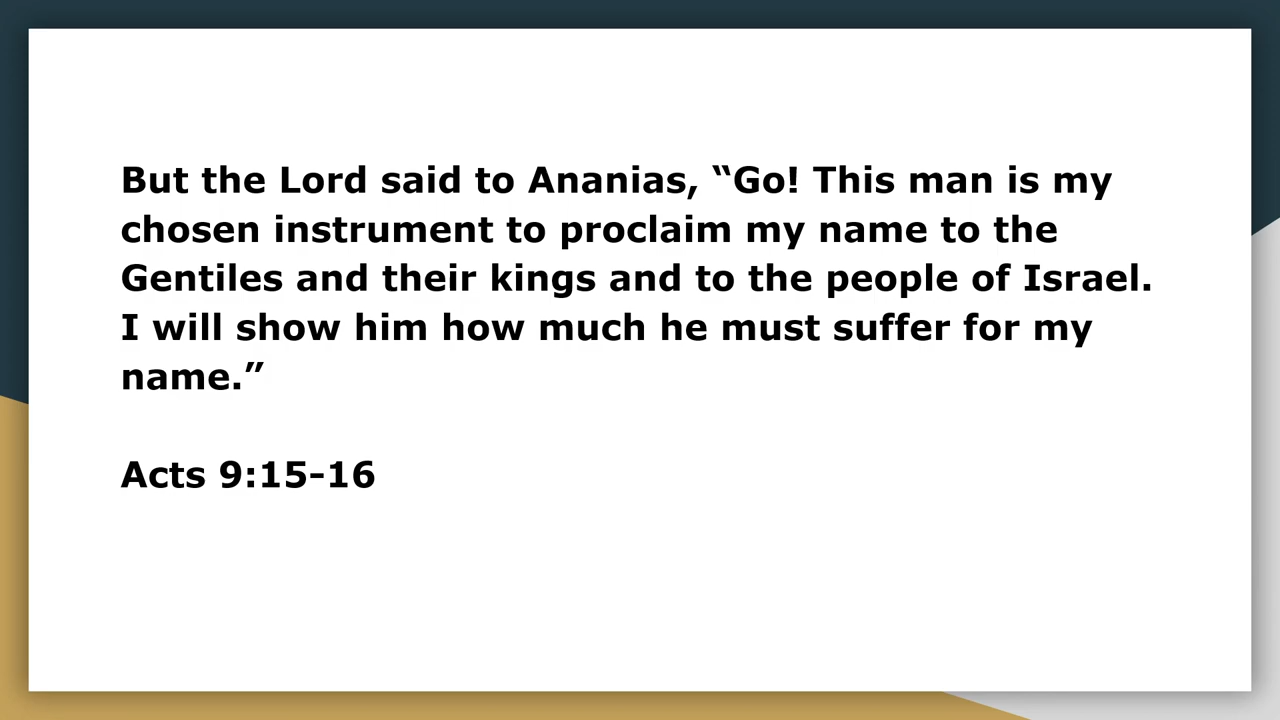 But the Lord said to Ananias, “Go! This man is my
chosen instrument to proclaim my name to the
Gentiles and their kings and to the people of Israel.
I will show him how much he must suffer for my
name.”
Acts 9:15-16